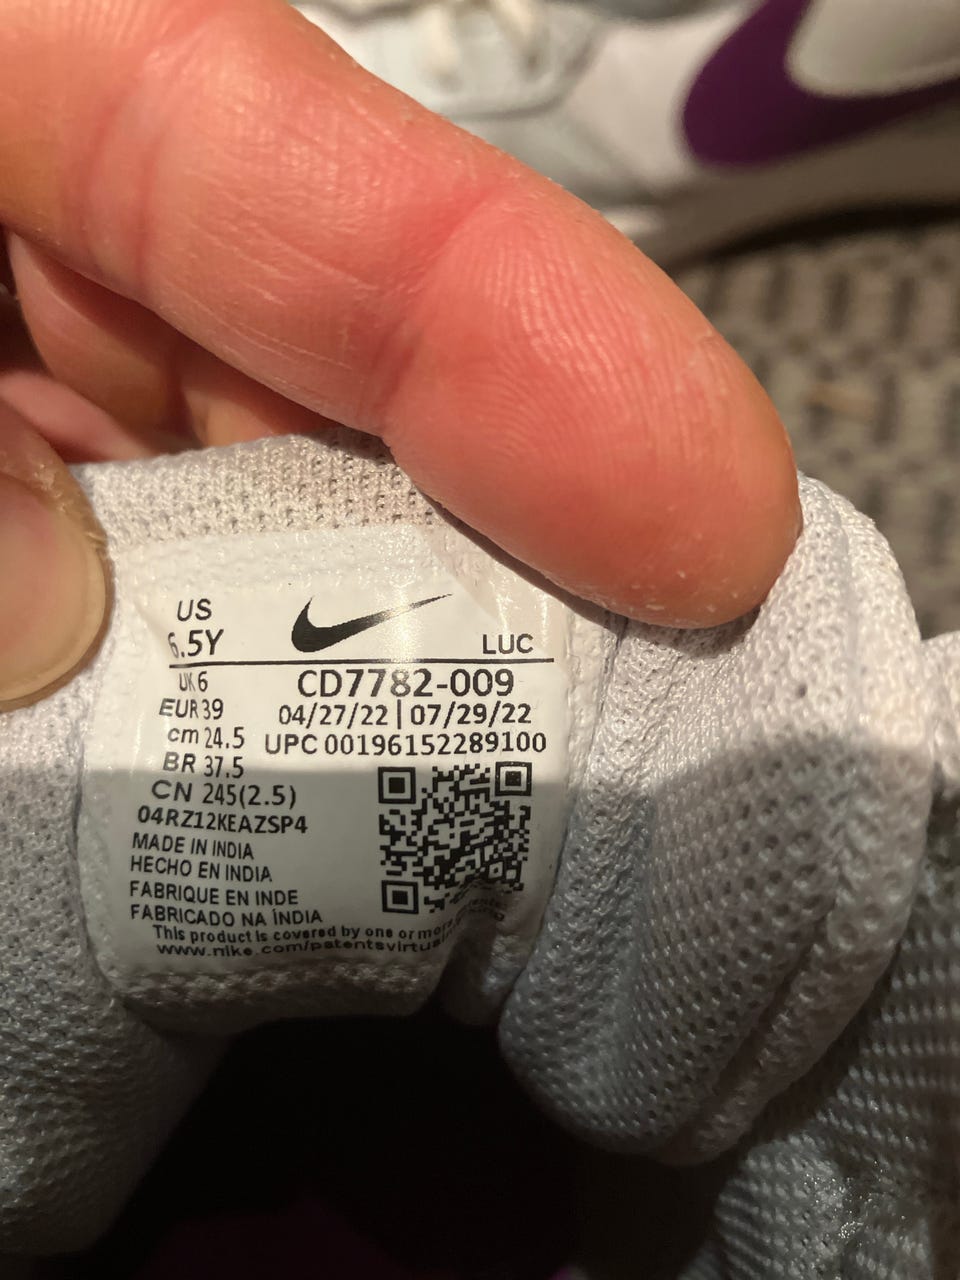 US
6.5Y
LUC
UK 6
CD7782-009
EUR 39
04/27/22 | 07/29/22
cm 24.5
UPC 00196152289100
BR 37.5
CN 245(2.5)
04RZ12KEAZSP4
MADE IN INDIA
HECHO EN INDIA
FABRIQUE EN INDE
FABRICADO NA ÍNDIA
This product is covered by one or more patents
www.nike.com/patentsvirtual